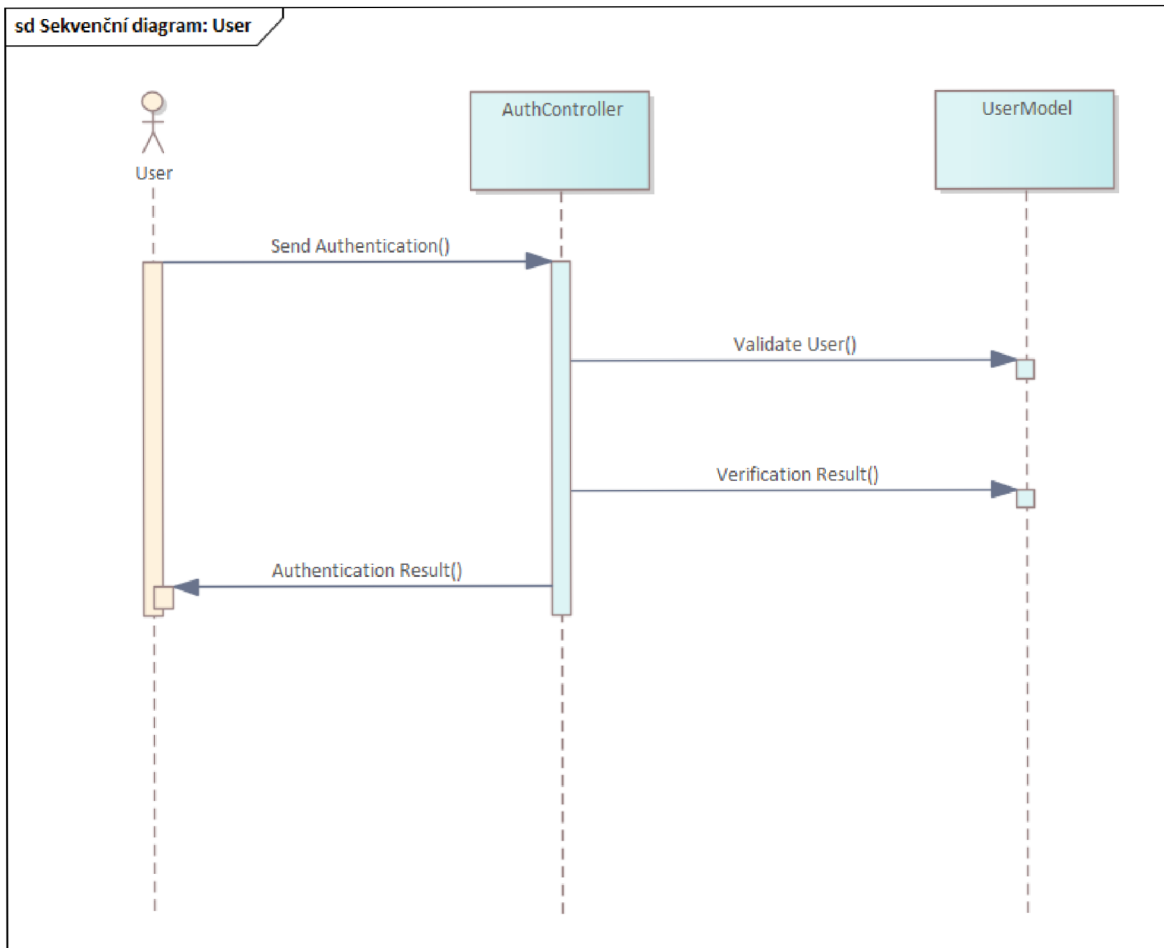 sd Sekvenční diagram: User
AuthController
UserModel
User
Send Authentication()
Validate User()
Verification Result()
Authentication Result()